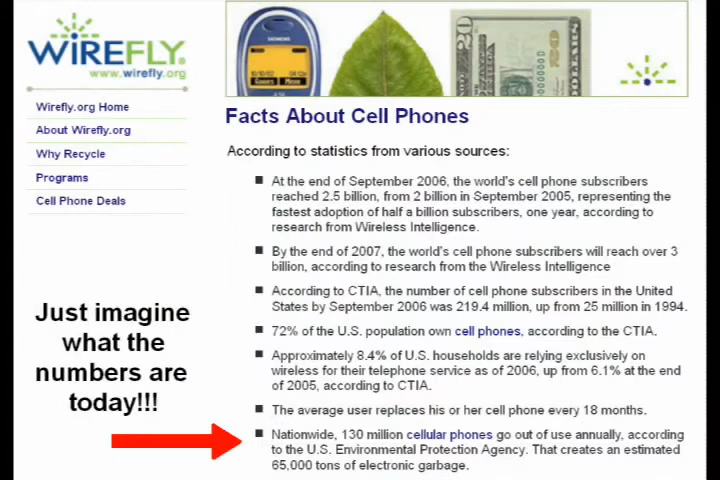 WIREFLY.
www.wirefly.org
SIEMENS
Games
Menu
20
Wirefly.org Home
About Wirefly.org
Why Recycle
Programs
Cell Phone Deals
Facts About Cell Phones
According to statistics from various sources:
At the end of September 2006, the world's cell phone subscribers
reached 2.5 billion, from 2 billion in September 2005, representing the
fastest adoption of half a billion subscribers, one year, according to
research from Wireless Intelligence.
By the end of 2007, the world's cell phone subscribers will reach over 3
billion, according to research from the Wireless Intelligence
According to CTIA, the number of cell phone subscribers in the United
States by September 2006 was 219.4 million, up from 25 million in 1994.
72% of the U.S. population own cell phones, according to the CTIA.
Approximately 8.4% of U.S. households are relying exclusively on
wireless for their telephone service as of 2006, up from 6.1% at the end
of 2005, according to CTIA.
The average user replaces his or her cell phone every 18 months.
Nationwide, 130 million cellular phones go out of use annually, according
to the U.S. Environmental Protection Agency. That creates an estimated
65,000 tons of electronic garbage.
Just imagine
what the
numbers are
today!!!